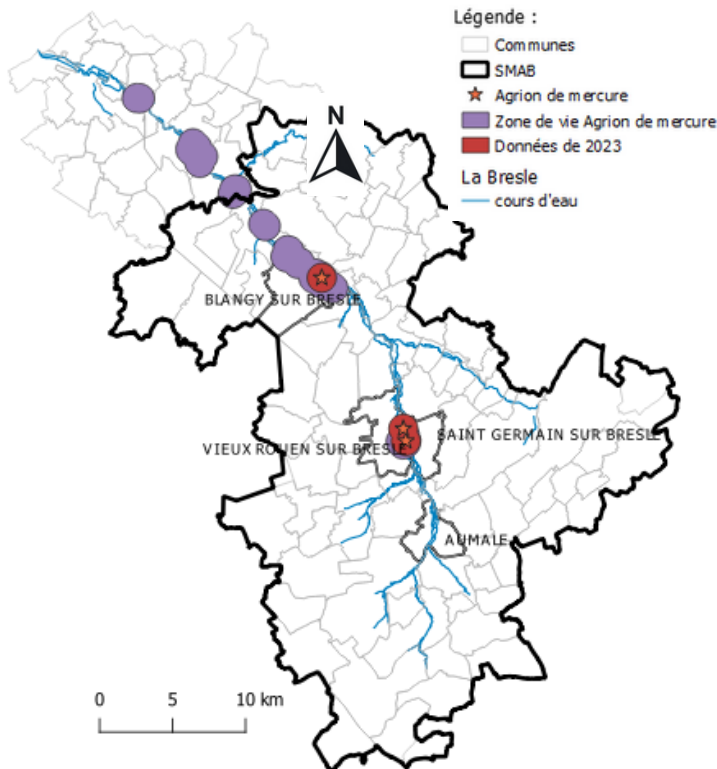 Légende :
Communes
SMAB
Agrion de mercure
Zone de vie Agrion de mercure
Données de 2023
La Bresle
cours d'eau
N
BLANGY SUR BRESLE
SAINT GERMAIN SUR BRESLE
VIEUX ROUEN SUR BRESLE
AUMALE
0 5 10 km